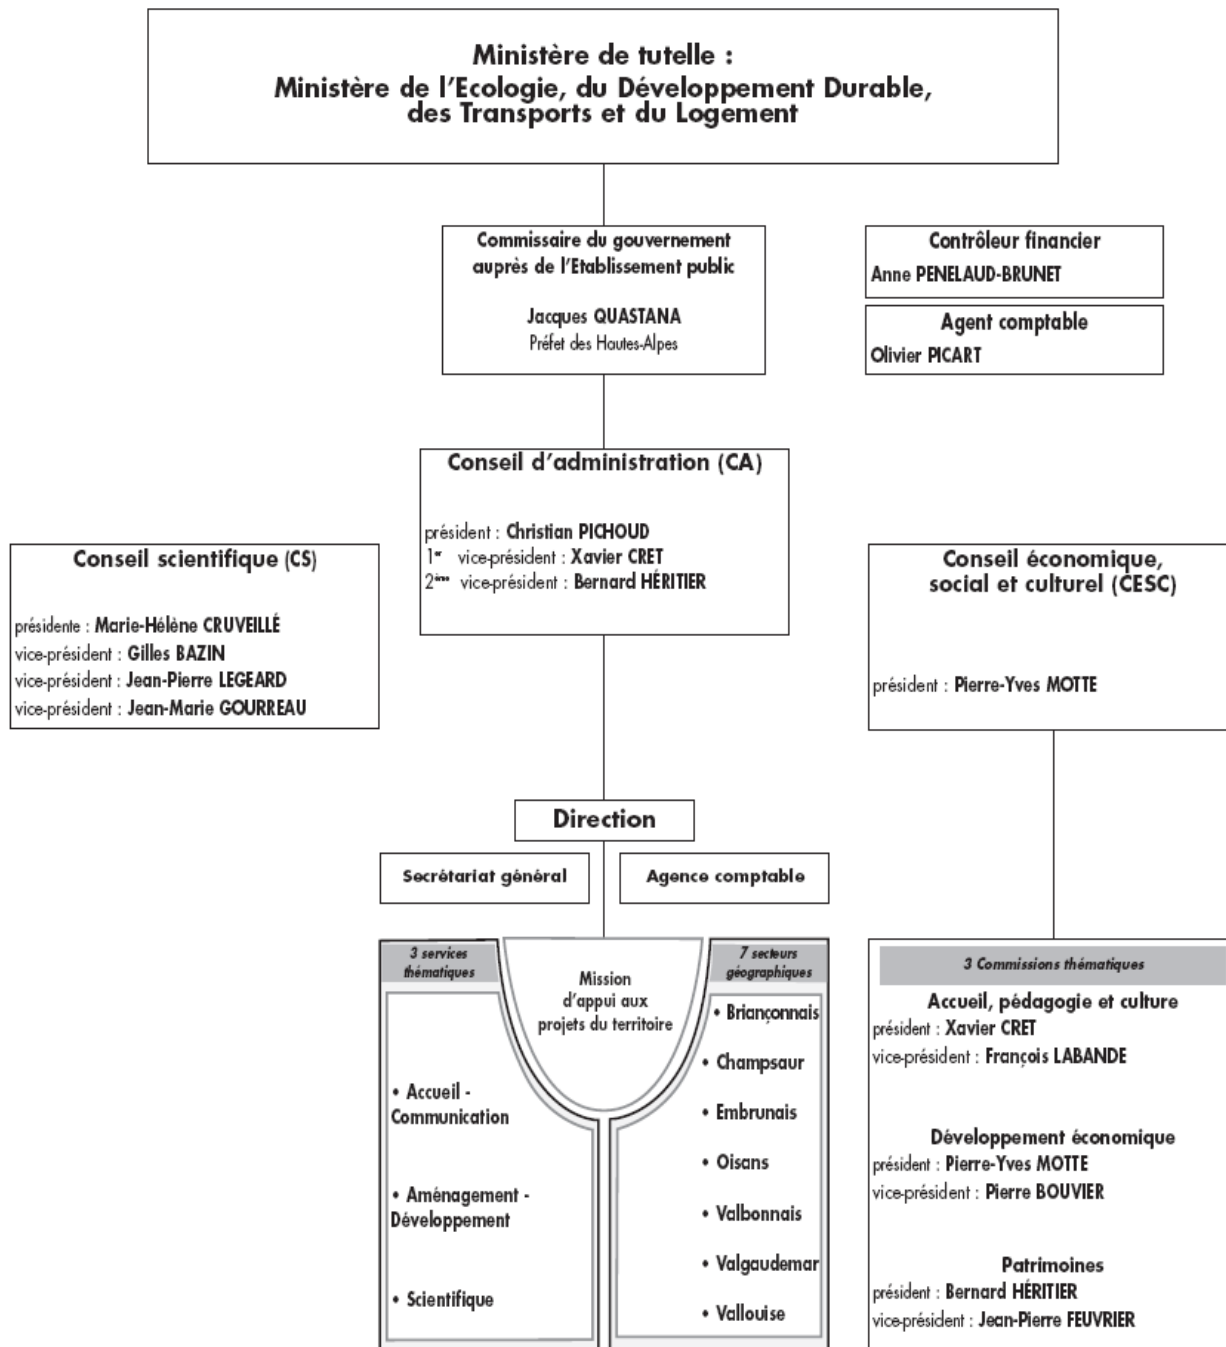 Ministère de tutelle :
Ministère de l'Ecologie, du Développement Durable,
des Transports et du Logement
Commissaire du gouvernement
auprès de l'Etablissement public
Jacques QUASTANA
Préfet des Hautes-Alpes
Contrôleur financier
Anne PENELAUD-BRUNET
Agent comptable
Olivier PICART
Conseil d'administration (CA)
président : Christian PICHOUD
1er vice-président : Xavier CRET
2ème vice-président : Bernard HÉRITIER
Conseil scientifique (CS)
présidente : Marie-Hélène CRUVEILLÉ
vice-président : Gilles BAZIN
vice-président : Jean-Pierre LEGEARD
vice-président : Jean-Marie GOURREAU
Conseil économique,
social et culturel (CESC)
président : Pierre-Yves MOTTE
Direction
Secrétariat général
Agence comptable
3 services
thématiques
• Accueil -
Communication
• Aménagement -
Développement
• Scientifique
Mission
d'appui aux
projets du territoire
7 secteurs
géographiques
• Briançonnais
• Champsaur
• Embrunais
• Oisans
• Valbonnais
• Valgaudemar
• Vallouise
3 Commissions thématiques
Accueil, pédagogie et culture
président : Xavier CRET
vice-président : François LABANDE
Développement économique
président : Pierre-Yves MOTTE
vice-président : Pierre BOUVIER
Patrimoines
président : Bernard HÉRITIER
vice-président : Jean-Pierre FEUVRIER